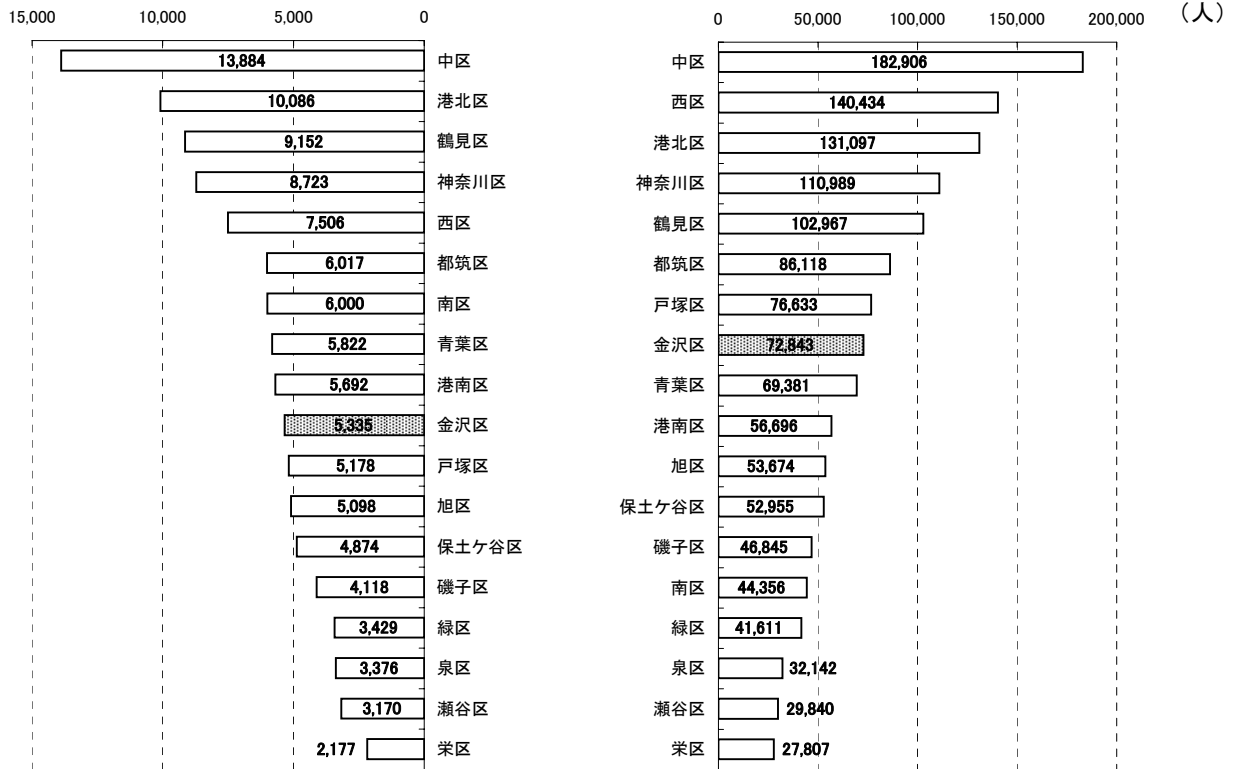 15,000 10,000 5,000 0
13,884 中区
10,086 港北区
9,152 鶴見区
8,723 神奈川区
7,506 西区
6,017 都筑区
6,000 南区
5,822 青葉区
5,692 港南区
5,335 金沢区
5,178 戸塚区
5,098 旭区
4,874 保土ケ谷区
4,118 磯子区
3,429 緑区
3,376 泉区
3,170 瀬谷区
2,177 栄区
0 50,000 100,000 150,000 200,000 （人）
中区 182,906
西区 140,434
港北区 131,097
神奈川区 110,989
鶴見区 102,967
都筑区 86,118
戸塚区 76,633
金沢区 72,843
青葉区 69,381
港南区 56,696
旭区 53,674
保土ケ谷区 52,955
磯子区 46,845
南区 44,356
緑区 41,611
泉区 32,142
瀬谷区 29,840
栄区 27,807